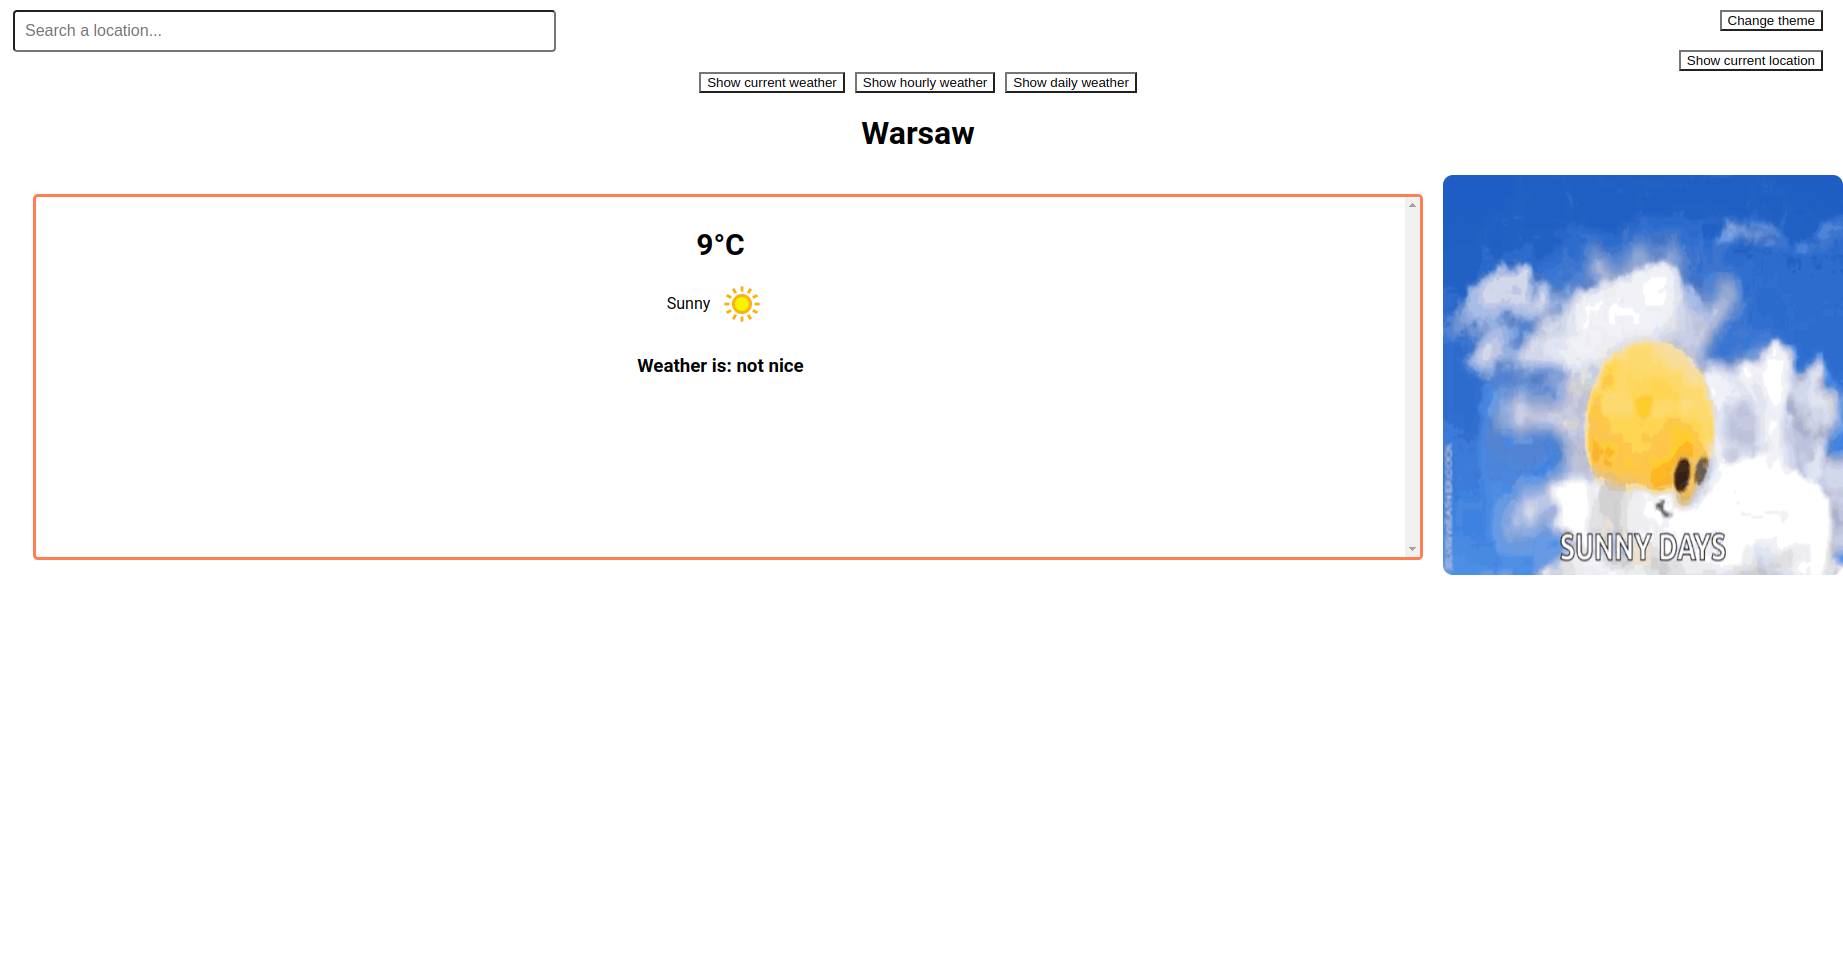 Search a location...
Change theme
Show current location
Show current weather
Show hourly weather
Show daily weather
Warsaw
9°C
Sunny
Weather is: not nice
SUNNY DAYS